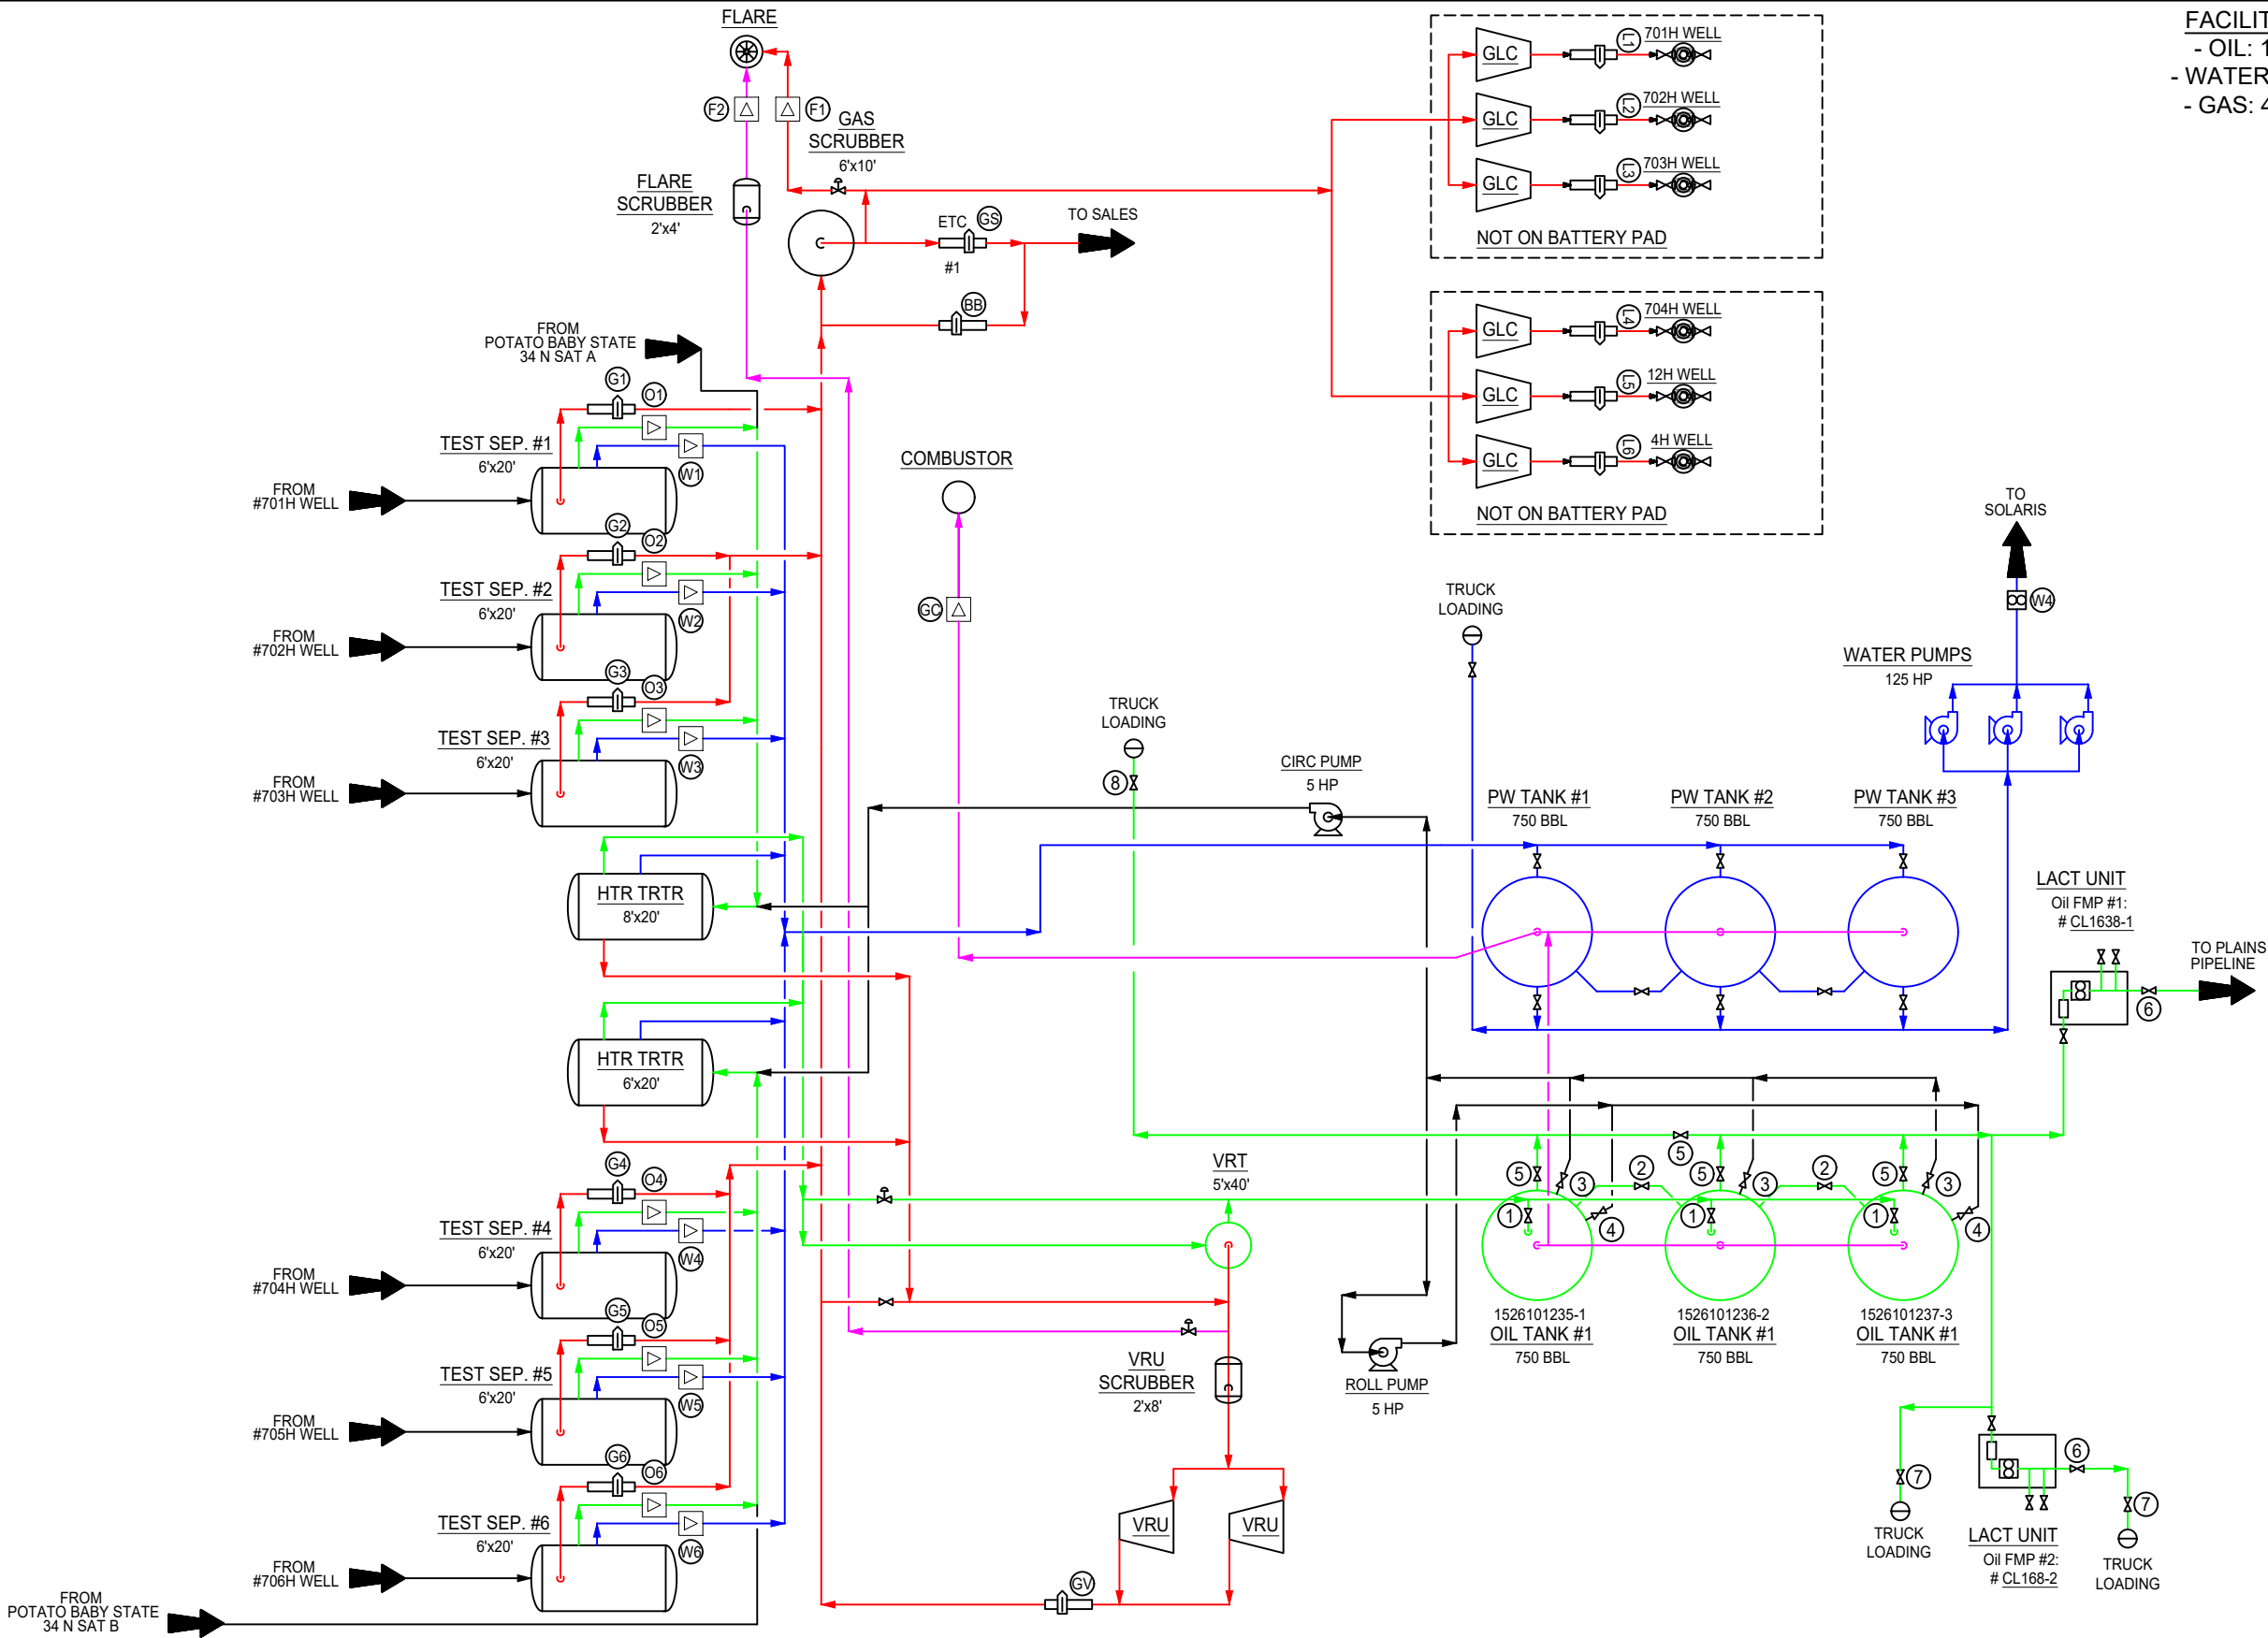 FLARE
F2
F1
GAS
SCRUBBER
6'x10'
FLARE
SCRUBBER
2'x4'
ETC
GS
#1
TO SALES
BB
GLC
L1
701H WELL
GLC
L2
702H WELL
GLC
L3
703H WELL
NOT ON BATTERY PAD
GLC
L4
704H WELL
GLC
L5
12H WELL
GLC
L6
4H WELL
NOT ON BATTERY PAD
FACILIT
- OIL: 1
- WATER
- GAS: 4
FROM
POTATO BABY STATE
34 N SAT A
G1
O1
TEST SEP. #1
6'x20'
W1
FROM
#701H WELL
G2
O2
TEST SEP. #2
6'x20'
W2
FROM
#702H WELL
G3
O3
TEST SEP. #3
6'x20'
W3
FROM
#703H WELL
HTR TRTR
8'x20'
HTR TRTR
6'x20'
G4
O4
TEST SEP. #4
6'x20'
W4
FROM
#704H WELL
G5
O5
TEST SEP. #5
6'x20'
W5
FROM
#705H WELL
G6
O6
TEST SEP. #6
6'x20'
W6
FROM
#706H WELL
FROM
POTATO BABY STATE
34 N SAT B
COMBUSTOR
GC
TRUCK
LOADING
8
CIRC PUMP
5 HP
TRUCK
LOADING
TO
SOLARIS
W4
WATER PUMPS
125 HP
PW TANK #1
750 BBL
PW TANK #2
750 BBL
PW TANK #3
750 BBL
LACT UNIT
Oil FMP #1:
# CL1638-1
6
TO PLAINS
PIPELINE
VRT
5'x40'
5
5
5
5
3
2
3
2
3
1
4
1
1
4
1526101235-1
OIL TANK #1
750 BBL
1526101236-2
OIL TANK #1
750 BBL
1526101237-3
OIL TANK #1
750 BBL
ROLL PUMP
5 HP
VRU
SCRUBBER
2'x8'
VRU
VRU
GV
7
TRUCK
LOADING
LACT UNIT
Oil FMP #2:
# CL168-2
6
7
TRUCK
LOADING